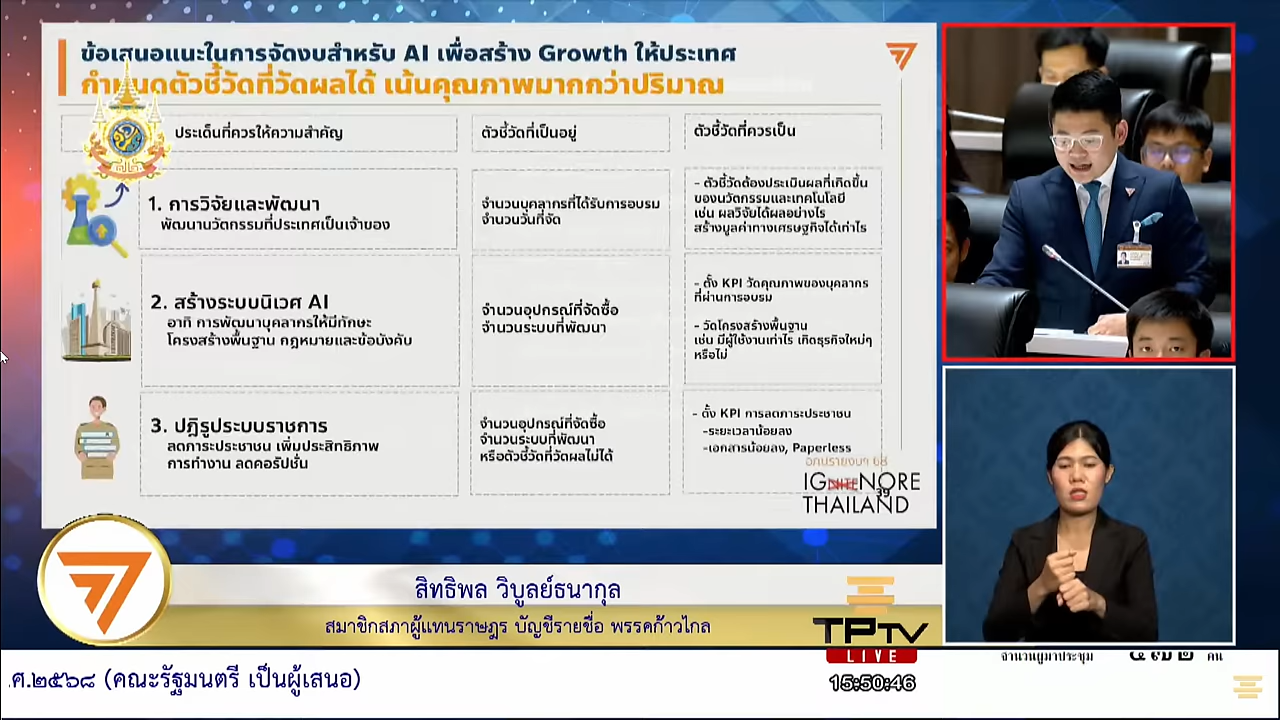 ข้อเสนอแนะในการจัดงบสำหรับ AI เพื่อสร้าง Growth ให้ประเทศ
กำหนดตัวชี้วัดที่วัดผลได้ เน้นคุณภาพมากกว่าปริมาณ
ประเด็นที่ควรให้ความสำคัญ
ตัวชี้วัดที่เป็นอยู่
ตัวชี้วัดที่ควรเป็น
1. การวิจัยและพัฒนา
พัฒนานวัตกรรมที่ประเทศเป็นเจ้าของ
จำนวนบุคลากรที่ได้รับการอบรม
จำนวนวันที่จัด
- ตัวชี้วัดต้องประเมินผลที่เกิดขึ้น
ของนวัตกรรมและเทคโนโลยี
เช่น ผลวิจัยได้ผลอย่างไร
สร้างมูลค่าทางเศรษฐกิจได้เท่าไร
2. สร้างระบบนิเวศ AI
อาทิ การพัฒนาบุคลากรให้มีทักษะ
โครงสร้างพื้นฐาน กฎหมายและข้อบังคับ
จำนวนอุปกรณ์ที่จัดซื้อ
จำนวนระบบที่พัฒนา
- ตั้ง KPI วัดคุณภาพของบุคลากร
ที่ผ่านการอบรม
- วัดโครงสร้างพื้นฐาน
เช่น มีผู้ใช้งานเท่าไร เกิดธุรกิจใหม่ๆ
หรือไม่
3. ปฎิรูประบบราชการ
ลดภาระประชาชน เพิ่มประสิทธิภาพ
การทำงาน ลดคอรัปชั่น
จำนวนอุปกรณ์ที่จัดซื้อ
จำนวนระบบที่พัฒนา
หรือตัวชี้วัดที่วัดผลไม่ได้
- ตั้ง KPI การลดภาระประชาชน
-ระยะเวลาน้อยลง
-เอกสารน้อยลง, Paperless
อภิปรายงบฯ 68
IGNITE NORE
39
THAILAND
สิทธิพล วิบูลย์ธนากุล
สมาชิกสภาผู้แทนราษฎร บัญชีรายชื่อ พรรคก้าวไกล
TPTV
LIVE
15:50:46
.ศ.๒๕๖๘ (คณะรัฐมนตรี เป็นผู้เสนอ)
จำนวนผู้มาประชุม ๔๗๒ คน